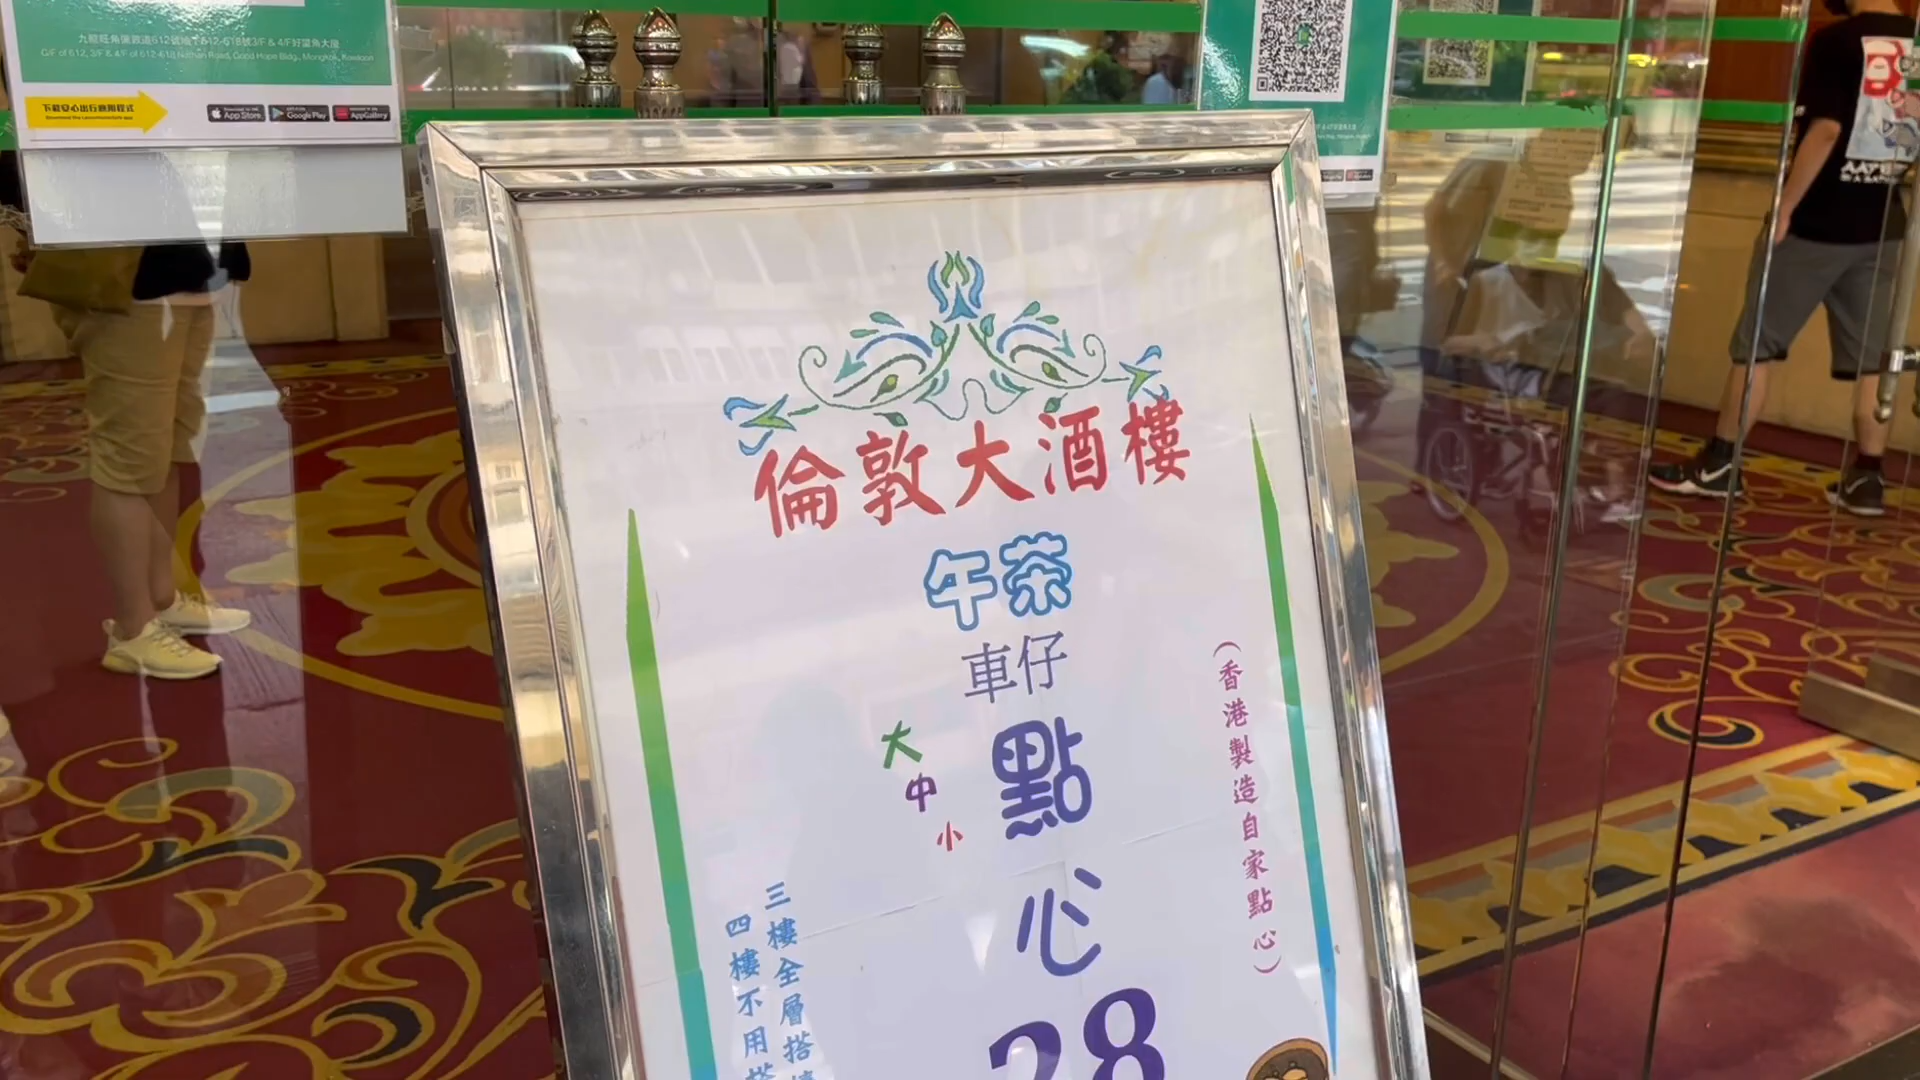 九龍旺角彌敦道612號地下&612-618號3/F & 4/F好望角大廈
G/F of 612, 3/F & 4/F of 612-618 Nathan Road, Good Hope Bldg., Mongkok, Kowloon
下載安心出行應用程式
Download the LeaveHomeSafe app
App Store
Google Play
AppGallery
倫敦大酒樓
午茶
車仔
點心
大
中
小
28
(香港製造自家點心)
三樓全層搭
四樓不用搭